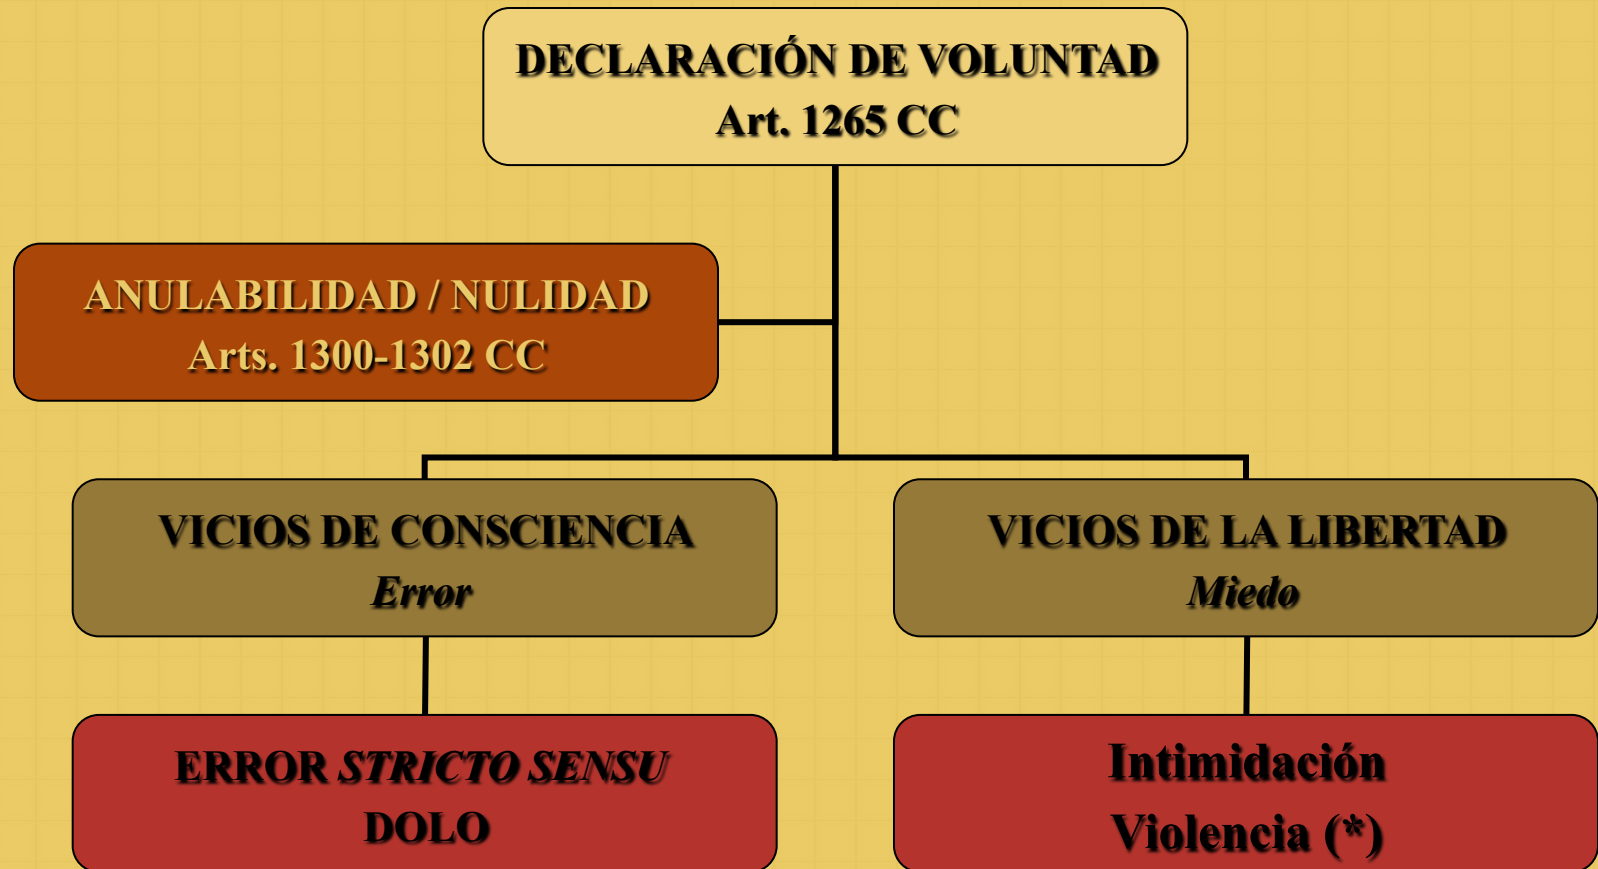 DECLARACIÓN DE VOLUNTAD
Art. 1265 CC
ANULABILIDAD / NULIDAD
Arts. 1300-1302 CC
VICIOS DE CONSCIENCIA
Error
VICIOS DE LA LIBERTAD
Miedo
ERROR STRICTO SENSU
DOLO
Intimidación
Violencia (*)